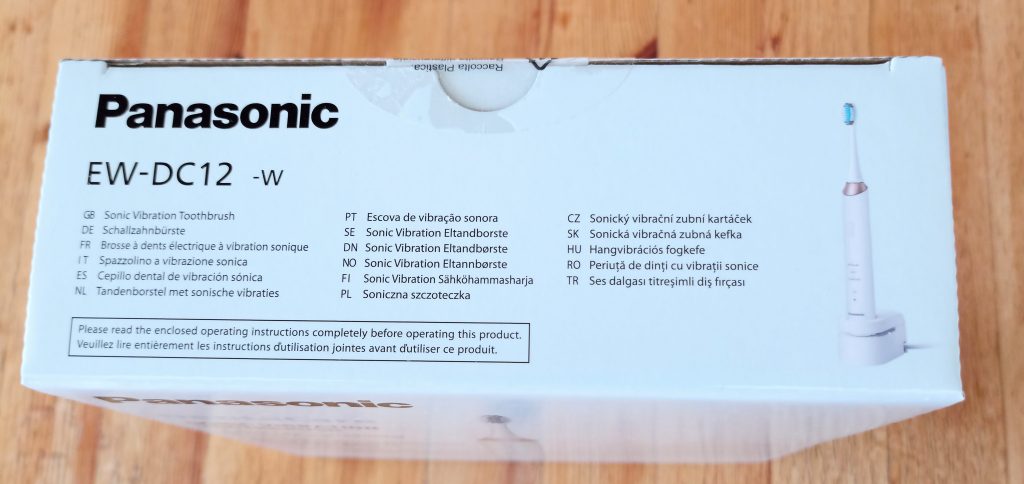 Raccolta Plastica.
Panasonic
EW-DC12 -W
GB Sonic Vibration Toothbrush
DE Schallzahnbürste
FR Brosse à dents électrique à vibration sonique
IT Spazzolino a vibrazione sonica
ES Cepillo dental de vibración sónica
NL Tandenborstel met sonische vibraties
PT Escova de vibração sonora
SE Sonic Vibration Eltandborste
DN Sonic Vibration Eltandbørste
NO Sonic Vibration Eltannbørste
FI Sonic Vibration Sähköhammasharja
PL Soniczna szczoteczka
CZ Sonický vibrační zubní kartáček
SK Sonická vibračná zubná kefka
HU Hangvibrációs fogkefe
RO Periuță de dinți cu vibrații sonice
TR Ses dalgası titreşimli diş fırçası
Please read the enclosed operating instructions completely before operating this product.
Veuillez lire entièrement les instructions d'utilisation jointes avant d'utiliser ce produit.
Panasonic